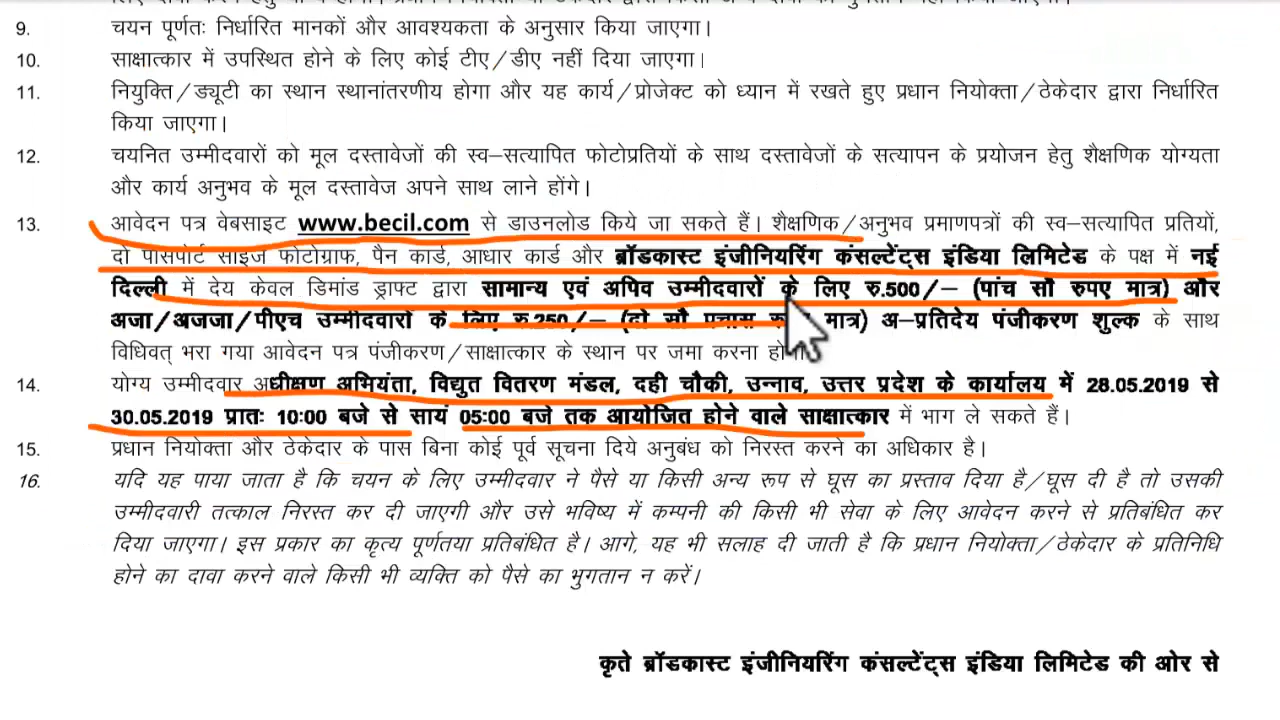 9. चयन पूर्णतः निर्धारित मानकों और आवश्यकता के अनुसार किया जाएगा।
10. साक्षात्कार में उपस्थित होने के लिए कोई टीए/डीए नहीं दिया जाएगा।
11. नियुक्ति/ड्यूटी का स्थान स्थानांतरणीय होगा और यह कार्य/प्रोजेक्ट को ध्यान में रखते हुए प्रधान नियोक्ता/ठेकेदार द्वारा निर्धारित
किया जाएगा।
12. चयनित उम्मीदवारों को मूल दस्तावेजों की स्व–सत्यापित फोटोप्रतियों के साथ दस्तावेजों के सत्यापन के प्रयोजन हेतु शैक्षणिक योग्यता
और कार्य अनुभव के मूल दस्तावेज अपने साथ लाने होंगे।
13. आवेदन पत्र वेबसाइट www.becil.com से डाउनलोड किये जा सकते हैं। शैक्षणिक/अनुभव प्रमाणपत्रों की स्व–सत्यापित प्रतियों,
दो पासपोर्ट साइज फोटोग्राफ, पैन कार्ड, आधार कार्ड और ब्रॉडकास्ट इंजीनियरिंग कंसल्टेंट्स इंडिया लिमिटेड के पक्ष में नई
दिल्ली में देय केवल डिमांड ड्राफ्ट द्वारा सामान्य एवं अपिव उम्मीदवारों के लिए रु.500/– (पांच सौ रुपए मात्र) और
अजा/अजजा/पीएच उम्मीदवारों के लिए रु.250/– (दो सौ पचास मात्र) अ–प्रतिदेय पंजीकरण शुल्क के साथ
विधिवत् भरा गया आवेदन पत्र पंजीकरण/साक्षात्कार के स्थान पर जमा करना
14. योग्य उम्मीदवार अधीक्षण अभियंता, विद्युत वितरण मंडल, दही चौकी, उन्नाव, उत्तर प्रदेश के कार्यालय में 28.05.2019 से
30.05.2019 प्रातः 10:00 बजे से सायं 05:00 बजे तक आयोजित होने वाले साक्षात्कार में भाग ले सकते हैं।
15. प्रधान नियोक्ता और ठेकेदार के पास बिना कोई पूर्व सूचना दिये अनुबंध को निरस्त करने का अधिकार है।
16. यदि यह पाया जाता है कि चयन के लिए उम्मीदवार ने पैसे या किसी अन्य रूप से घूस का प्रस्ताव दिया है/घूस दी है तो उसकी
उम्मीदवारी तत्काल निरस्त कर दी जाएगी और उसे भविष्य में कम्पनी की किसी भी सेवा के लिए आवेदन करने से प्रतिबंधित कर
दिया जाएगा। इस प्रकार का कृत्य पूर्णतया प्रतिबंधित है। आगे, यह भी सलाह दी जाती है कि प्रधान नियोक्ता/ठेकेदार के प्रतिनिधि
होने का दावा करने वाले किसी भी व्यक्ति को पैसे का भुगतान न करें।
कृते ब्रॉडकास्ट इंजीनियरिंग कंसल्टेंट्स इंडिया लिमिटेड की ओर से